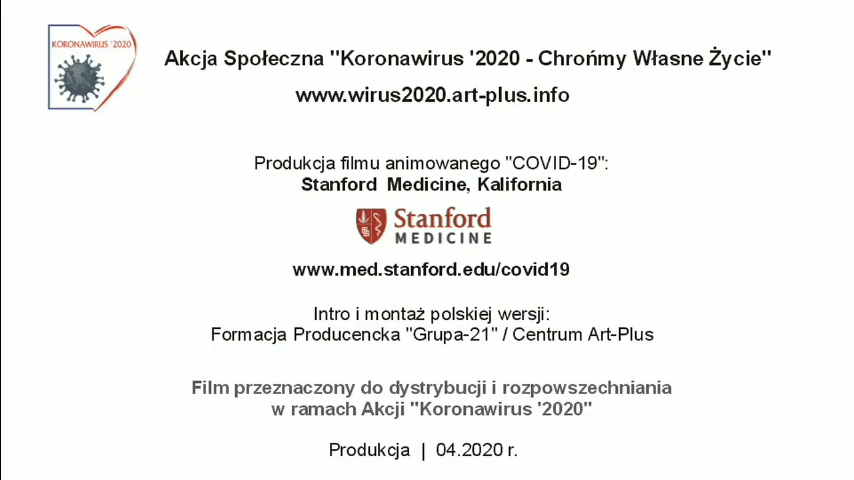 KORONAWIRUS '2020
Akcja Społeczna "Koronawirus '2020 - Chrońmy Własne Życie"
www.wirus2020.art-plus.info
Produkcja filmu animowanego "COVID-19":
Stanford Medicine, Kalifornia
Stanford
MEDICINE
www.med.stanford.edu/covid19
Intro i montaż polskiej wersji:
Formacja Producencka "Grupa-21" / Centrum Art-Plus
Film przeznaczony do dystrybucji i rozpowszechniania
w ramach Akcji "Koronawirus '2020"
Produkcja | 04.2020 r.